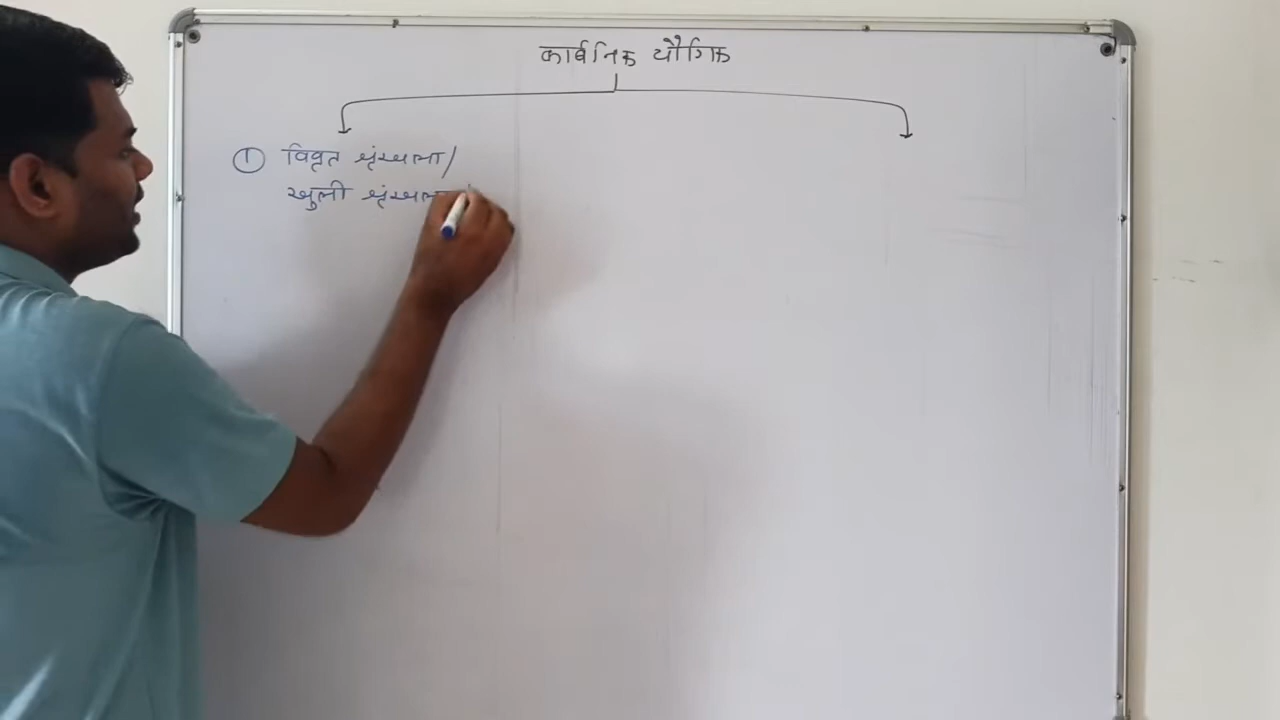 कार्बनिक यौगिक
① विवृत श्रृंखला/
खुली श्रृंखला